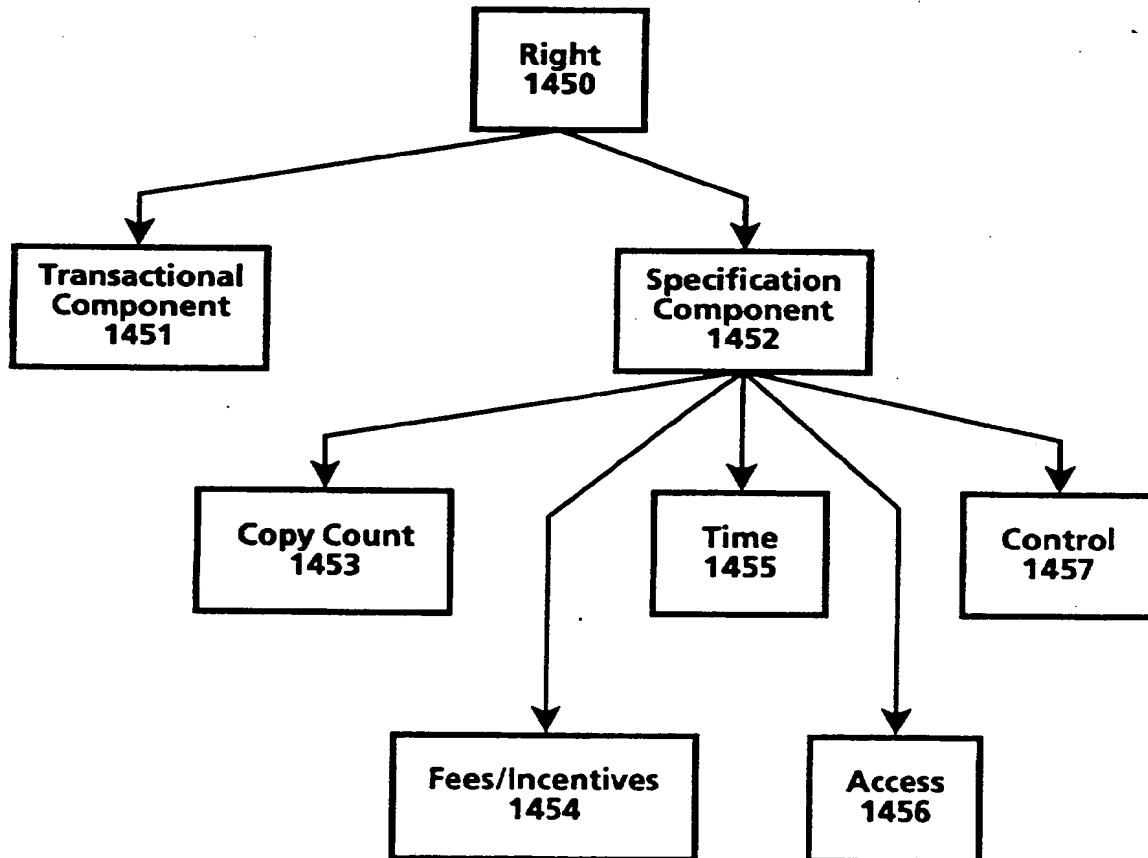 Right
1450
Transactional
Component
1451
Specification
Component
1452
Copy Count
1453
Time
1455
Control
1457
Fees/Incentives
1454
Access
1456